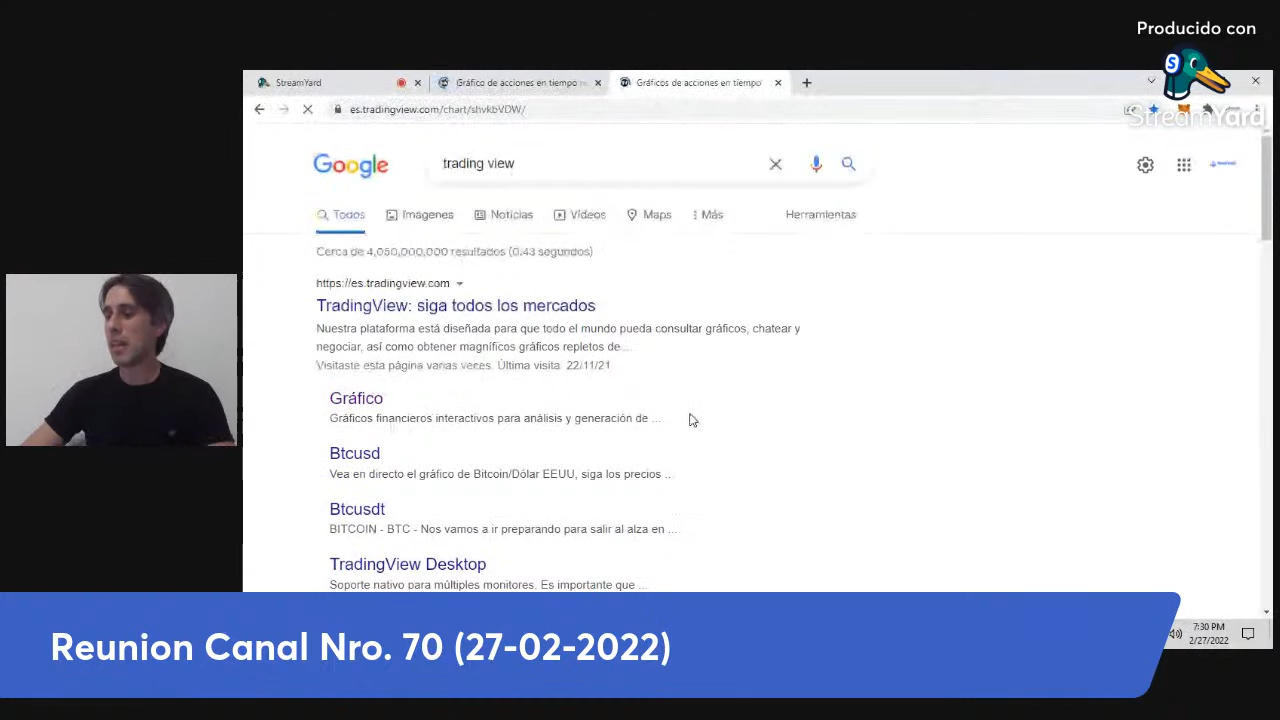 Producido con
StreamYard
StreamYard
Gráfico de acciones en tiempo
Gráficos de acciones en tiempo
es.tradingview.com/chart/shvkbVDW/
Google
trading view
Todos
Imágenes
Noticias
Vídeos
Maps
Más
Herramientas
Cerca de 4,050,000,000 resultados (0.43 segundos)
https://es.tradingview.com
TradingView: siga todos los mercados
Nuestra plataforma está diseñada para que todo el mundo pueda consultar gráficos, chatear y
negociar, así como obtener magníficos gráficos repletos de...
Visitaste esta página varias veces. Última visita: 22/11/21
Gráfico
Gráficos financieros interactivos para análisis y generación de ...
Btcusd
Vea en directo el gráfico de Bitcoin/Dólar EEUU, siga los precios ...
Btcusdt
BITCOIN - BTC - Nos vamos a ir preparando para salir al alza en ...
TradingView Desktop
Soporte nativo para múltiples monitores. Es importante que ...
Reunion Canal Nro. 70 (27-02-2022)
7:30 PM
2/27/2022